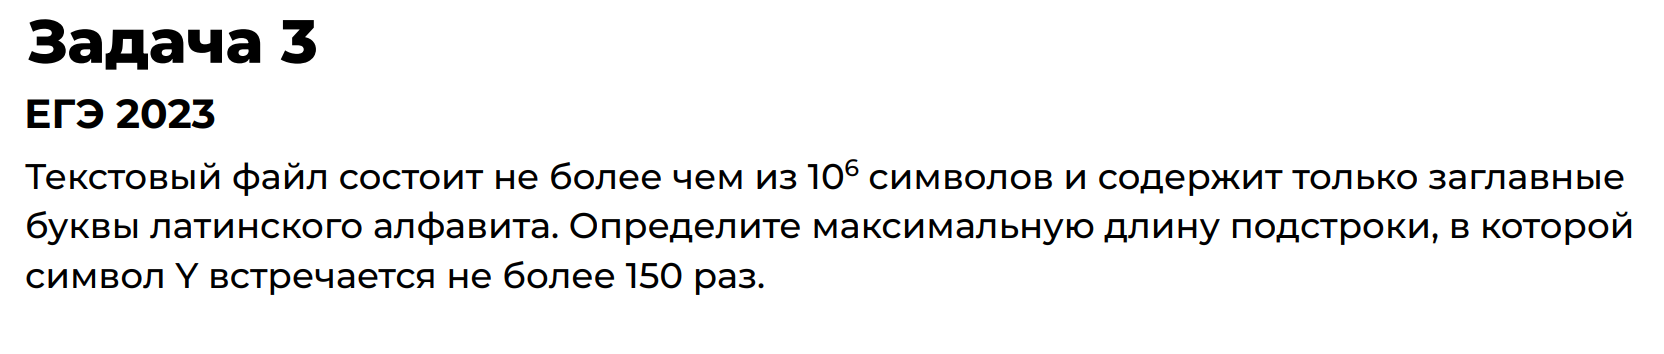 Задача 3
ЕГЭ 2023
Текстовый файл состоит не более чем из 10⁶ символов и содержит только заглавные
буквы латинского алфавита. Определите максимальную длину подстроки, в которой
символ Y встречается не более 150 раз.